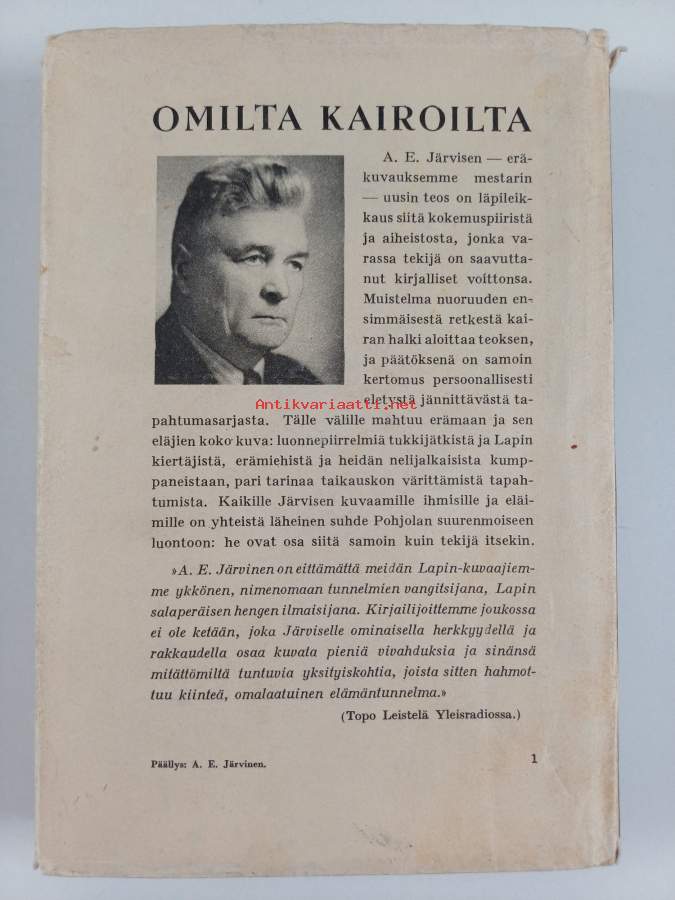 OMILTA KAIROILTA
A. E. Järvisen — erä-
kuvauksemme mestarin
— uusin teos on läpileik-
kaus siitä kokemuspiiristä
ja aiheistosta, jonka va-
rassa tekijä on saavutta-
nut kirjalliset voittonsa.
Muistelma nuoruuden en-
simmäisestä retkestä kai-
ran halki aloittaa teoksen,
ja päätöksenä on samoin
kertomus persoonallisesti
Antikvariaatti.net
eletystä jännittävästä ta-
pahtumasarjasta. Tälle välille mahtuu erämaan ja sen
eläjien koko kuva: luonnepiirrelmiä tukkijätkistä ja Lapin
kiertäjistä, erämiehistä ja heidän nelijalkaisista kump-
paneistaan, pari tarinaa taikauskon värittämistä tapah-
tumista. Kaikille Järvisen kuvaamille ihmisille ja eläi-
mille on yhteistä läheinen suhde Pohjolan suurenmoiseen
luontoon: he ovat osa siitä samoin kuin tekijä itsekin.
»A. E. Järvinen on eittämättä meidän Lapin-kuvaajiem-
me ykkönen, nimenomaan tunnelmien vangitsijana, Lapin
salaperäisen hengen ilmaisijana. Kirjailijoittemme joukossa
ei ole ketään, joka Järviselle ominaisella herkkyydellä ja
rakkaudella osaa kuvata pieniä vivahduksia ja sinänsä
mitättömiltä tuntuvia yksityiskohtia, joista sitten hahmot-
tuu kiinteä, omalaatuinen elämäntunnelma.»
(Topo Leistelä Yleisradiossa.)
Päällys: A. E. Järvinen.
1